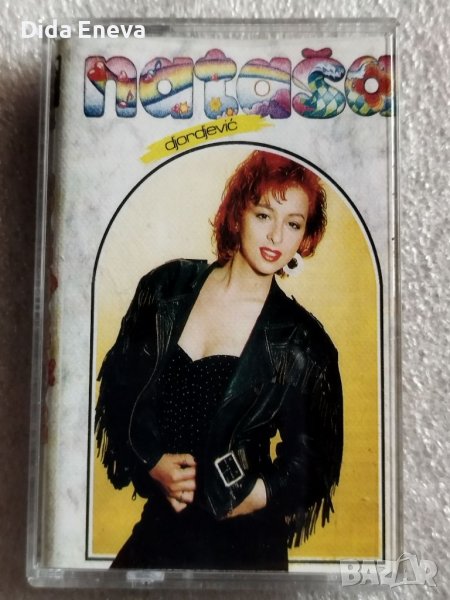 Dida Eneva
nataša
djordjević
BAZAR